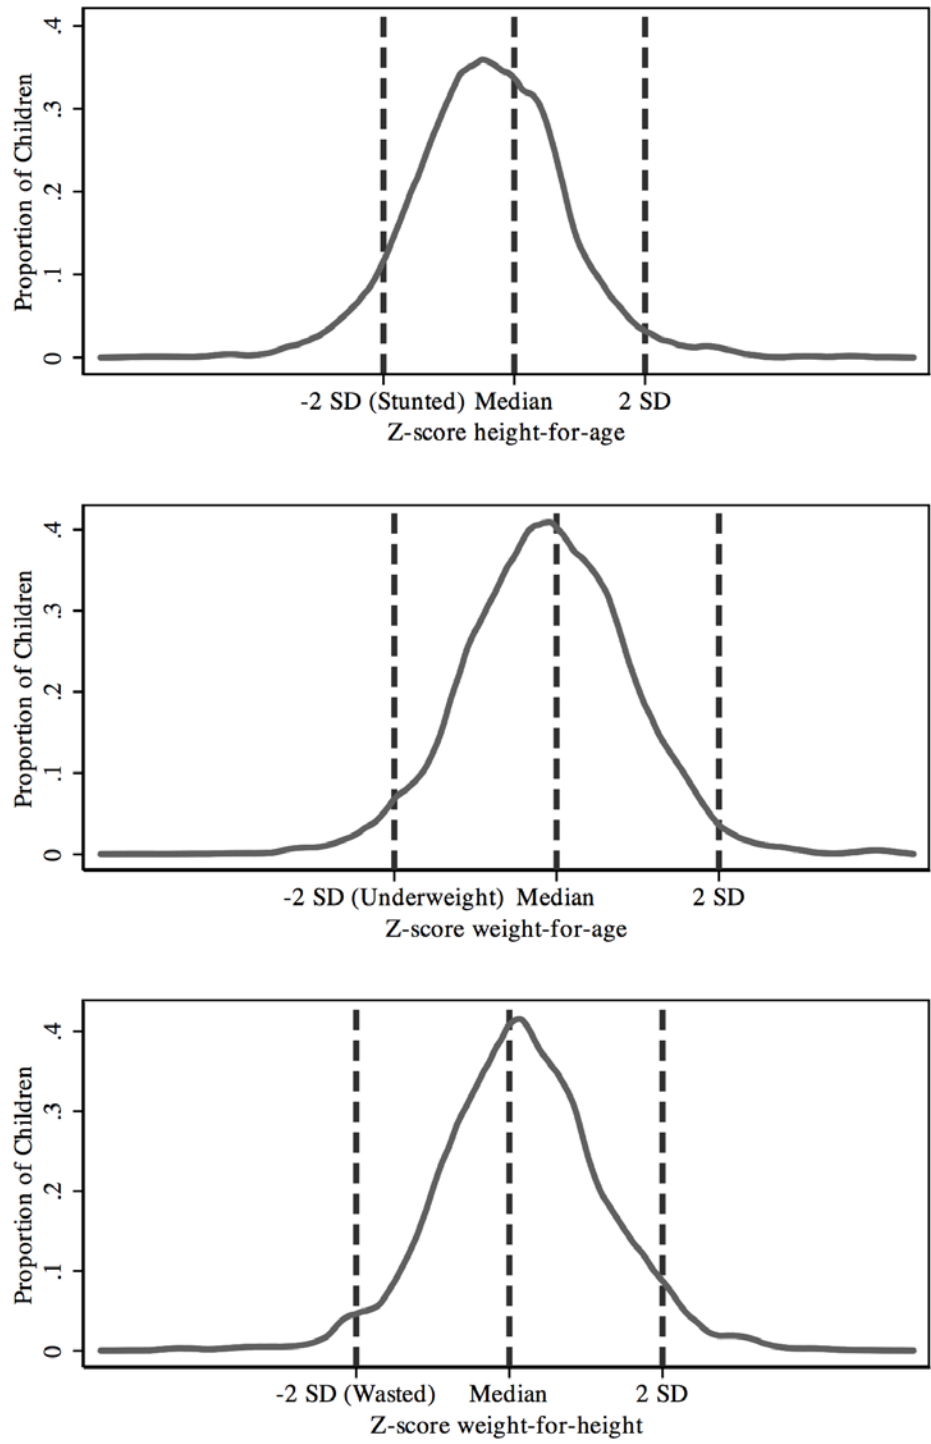 Proportion of Children
.4
.3
.2
.1
0
-2 SD (Stunted) Median 2 SD
Z-score height-for-age
Proportion of Children
.4
.3
.2
.1
0
-2 SD (Underweight) Median 2 SD
Z-score weight-for-age
Proportion of Children
.4
.3
.2
.1
0
-2 SD (Wasted) Median 2 SD
Z-score weight-for-height